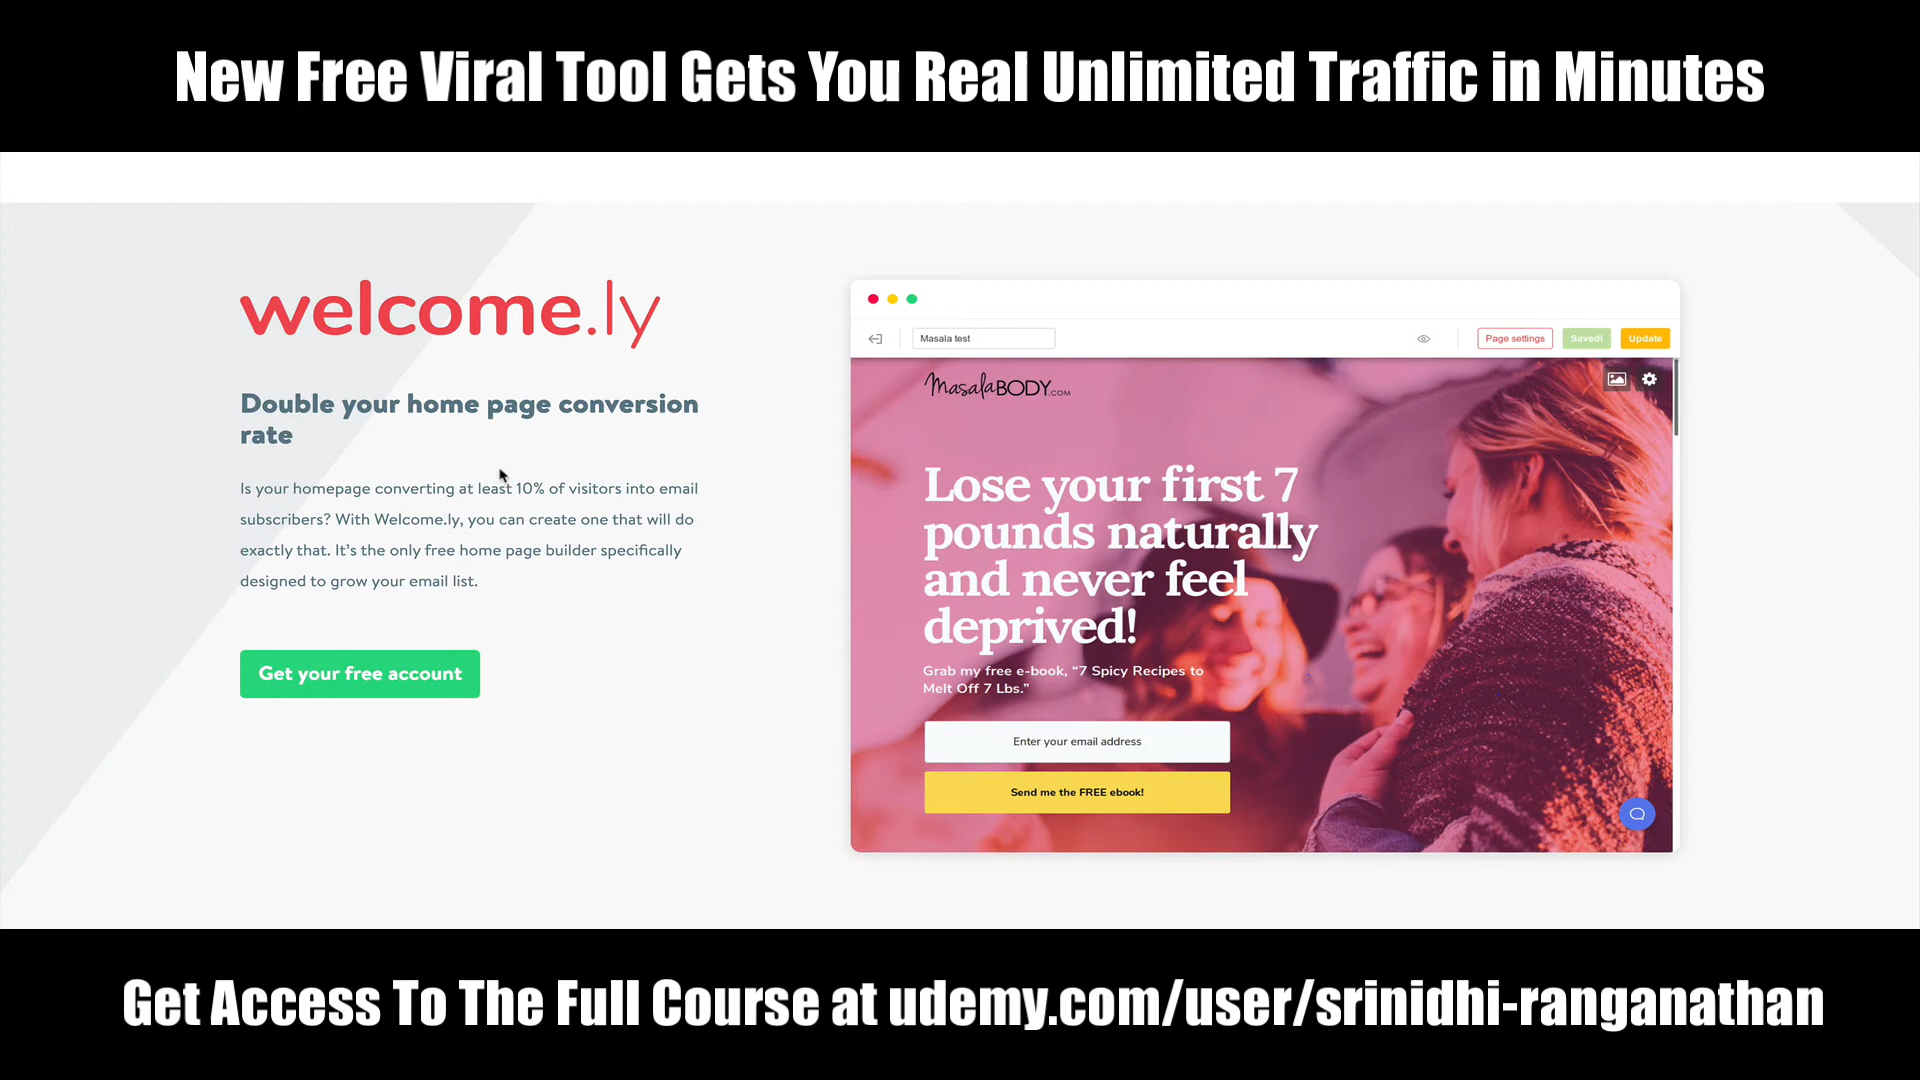 New Free Viral Tool Gets You Real Unlimited Traffic in Minutes
welcome.ly
Double your home page conversion
rate
Is your homepage converting at least 10% of visitors into email
subscribers? With Welcome.ly, you can create one that will do
exactly that. It's the only free home page builder specifically
designed to grow your email list.
Get your free account
Masala test
Page settings
Saved!
Update
MasalaBODY.COM
Lose your first 7
pounds naturally
and never feel
deprived!
Grab my free e-book, “7 Spicy Recipes to
Melt Off 7 Lbs.”
Enter your email address
Send me the FREE ebook!
Get Access To The Full Course at udemy.com/user/srinidhi-ranganathan